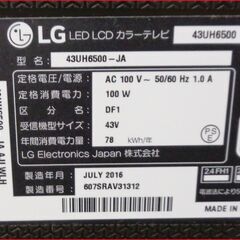 LG LED LCD カラーテレビ 43UH6500
型名: 43UH6500-JA
定格電圧/電流: AC 100 V ~ 50/60 Hz 1.0 A
定格消費電力: 100 W
区分名: DF1
受信機型サイズ: 43V
年間消費電力量: 78 kWh/年
PS
E
LG Electronics Japan 株式会社
製造年月: JULY 2016
製造番号: 607SRAV31312
24FH1
MADE IN